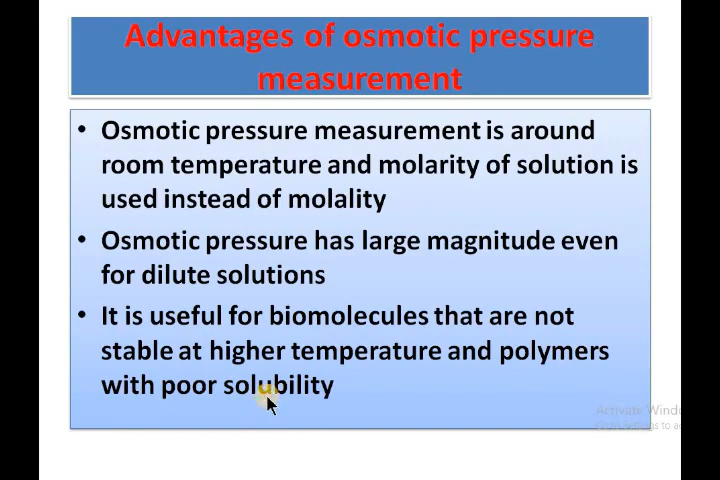 Advantages of osmotic pressure
measurement
• Osmotic pressure measurement is around
room temperature and molarity of solution is
used instead of molality
• Osmotic pressure has large magnitude even
for dilute solutions
• It is useful for biomolecules that are not
stable at higher temperature and polymers
with poor solubility
Activate Windo